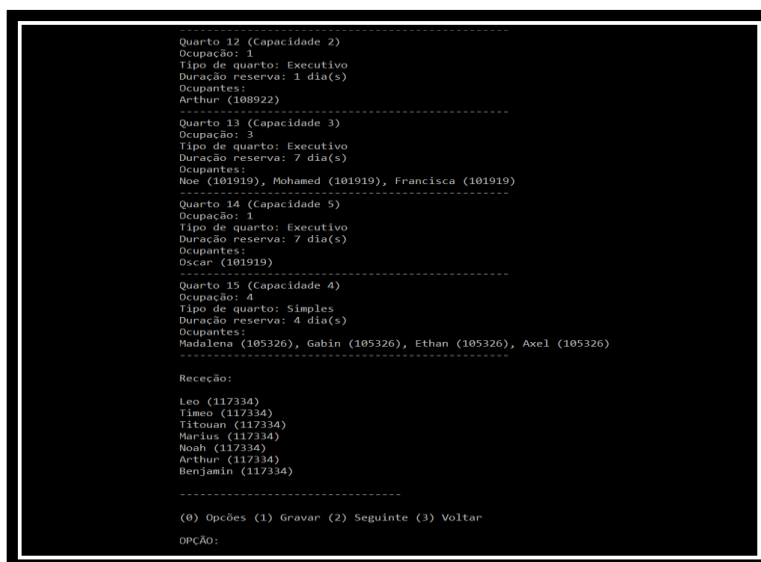 ------------------------------------------------
Quarto 12 (Capacidade 2)
Ocupação: 1
Tipo de quarto: Executivo
Duração reserva: 1 dia(s)
Ocupantes:
Arthur (108922)
------------------------------------------------
Quarto 13 (Capacidade 3)
Ocupação: 3
Tipo de quarto: Executivo
Duração reserva: 7 dia(s)
Ocupantes:
Noe (101919), Mohamed (101919), Francisca (101919)
------------------------------------------------
Quarto 14 (Capacidade 5)
Ocupação: 1
Tipo de quarto: Executivo
Duração reserva: 7 dia(s)
Ocupantes:
Oscar (101919)
------------------------------------------------
Quarto 15 (Capacidade 4)
Ocupação: 4
Tipo de quarto: Simples
Duração reserva: 4 dia(s)
Ocupantes:
Madalena (105326), Gabin (105326), Ethan (105326), Axel (105326)
------------------------------------------------
Receção:
Leo (117334)
Timeo (117334)
Titouan (117334)
Marius (117334)
Noah (117334)
Arthur (117334)
Benjamin (117334)
---------------------------------
(0) Opcões (1) Gravar (2) Seguinte (3) Voltar
OPÇÃO: